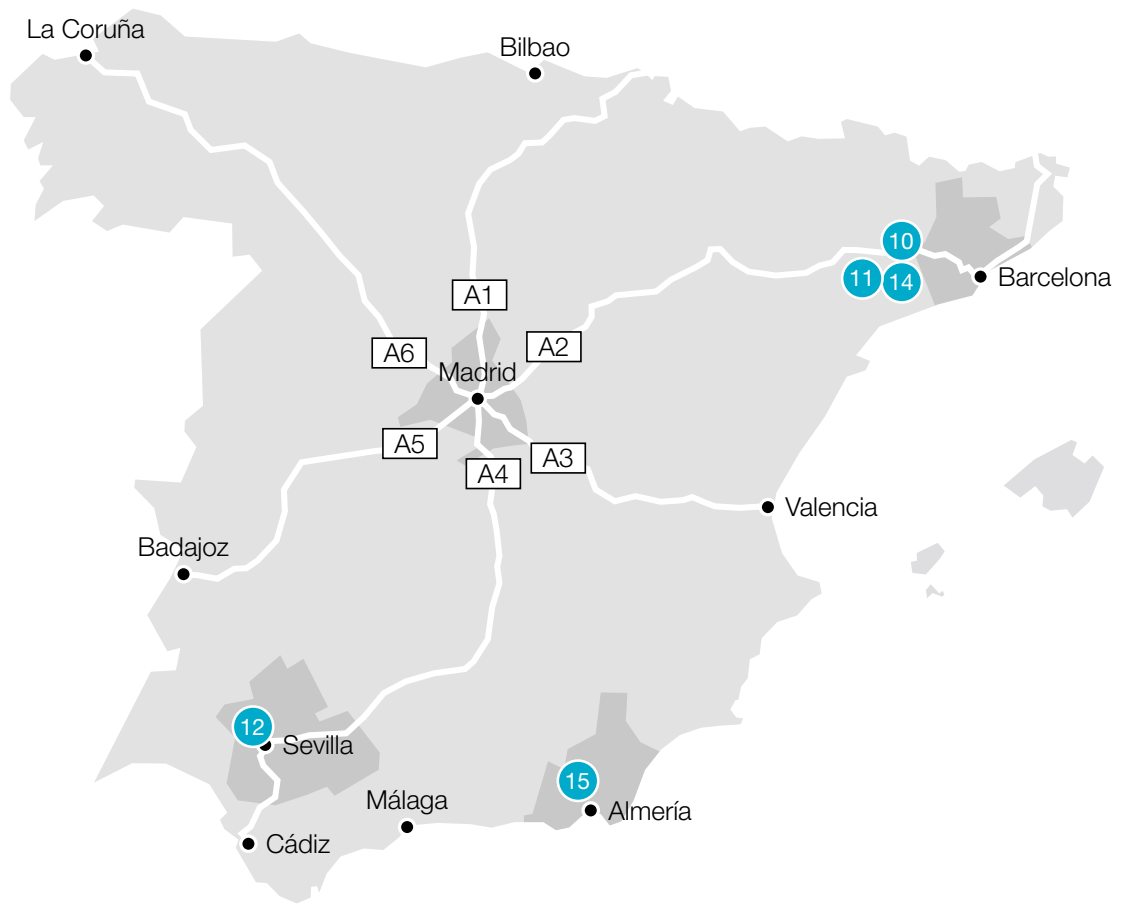 La Coruña
Bilbao
10
11
14
Barcelona
A1
A6
A2
Madrid
A5
A3
A4
Valencia
Badajoz
12
Sevilla
15
Málaga
Almería
Cádiz